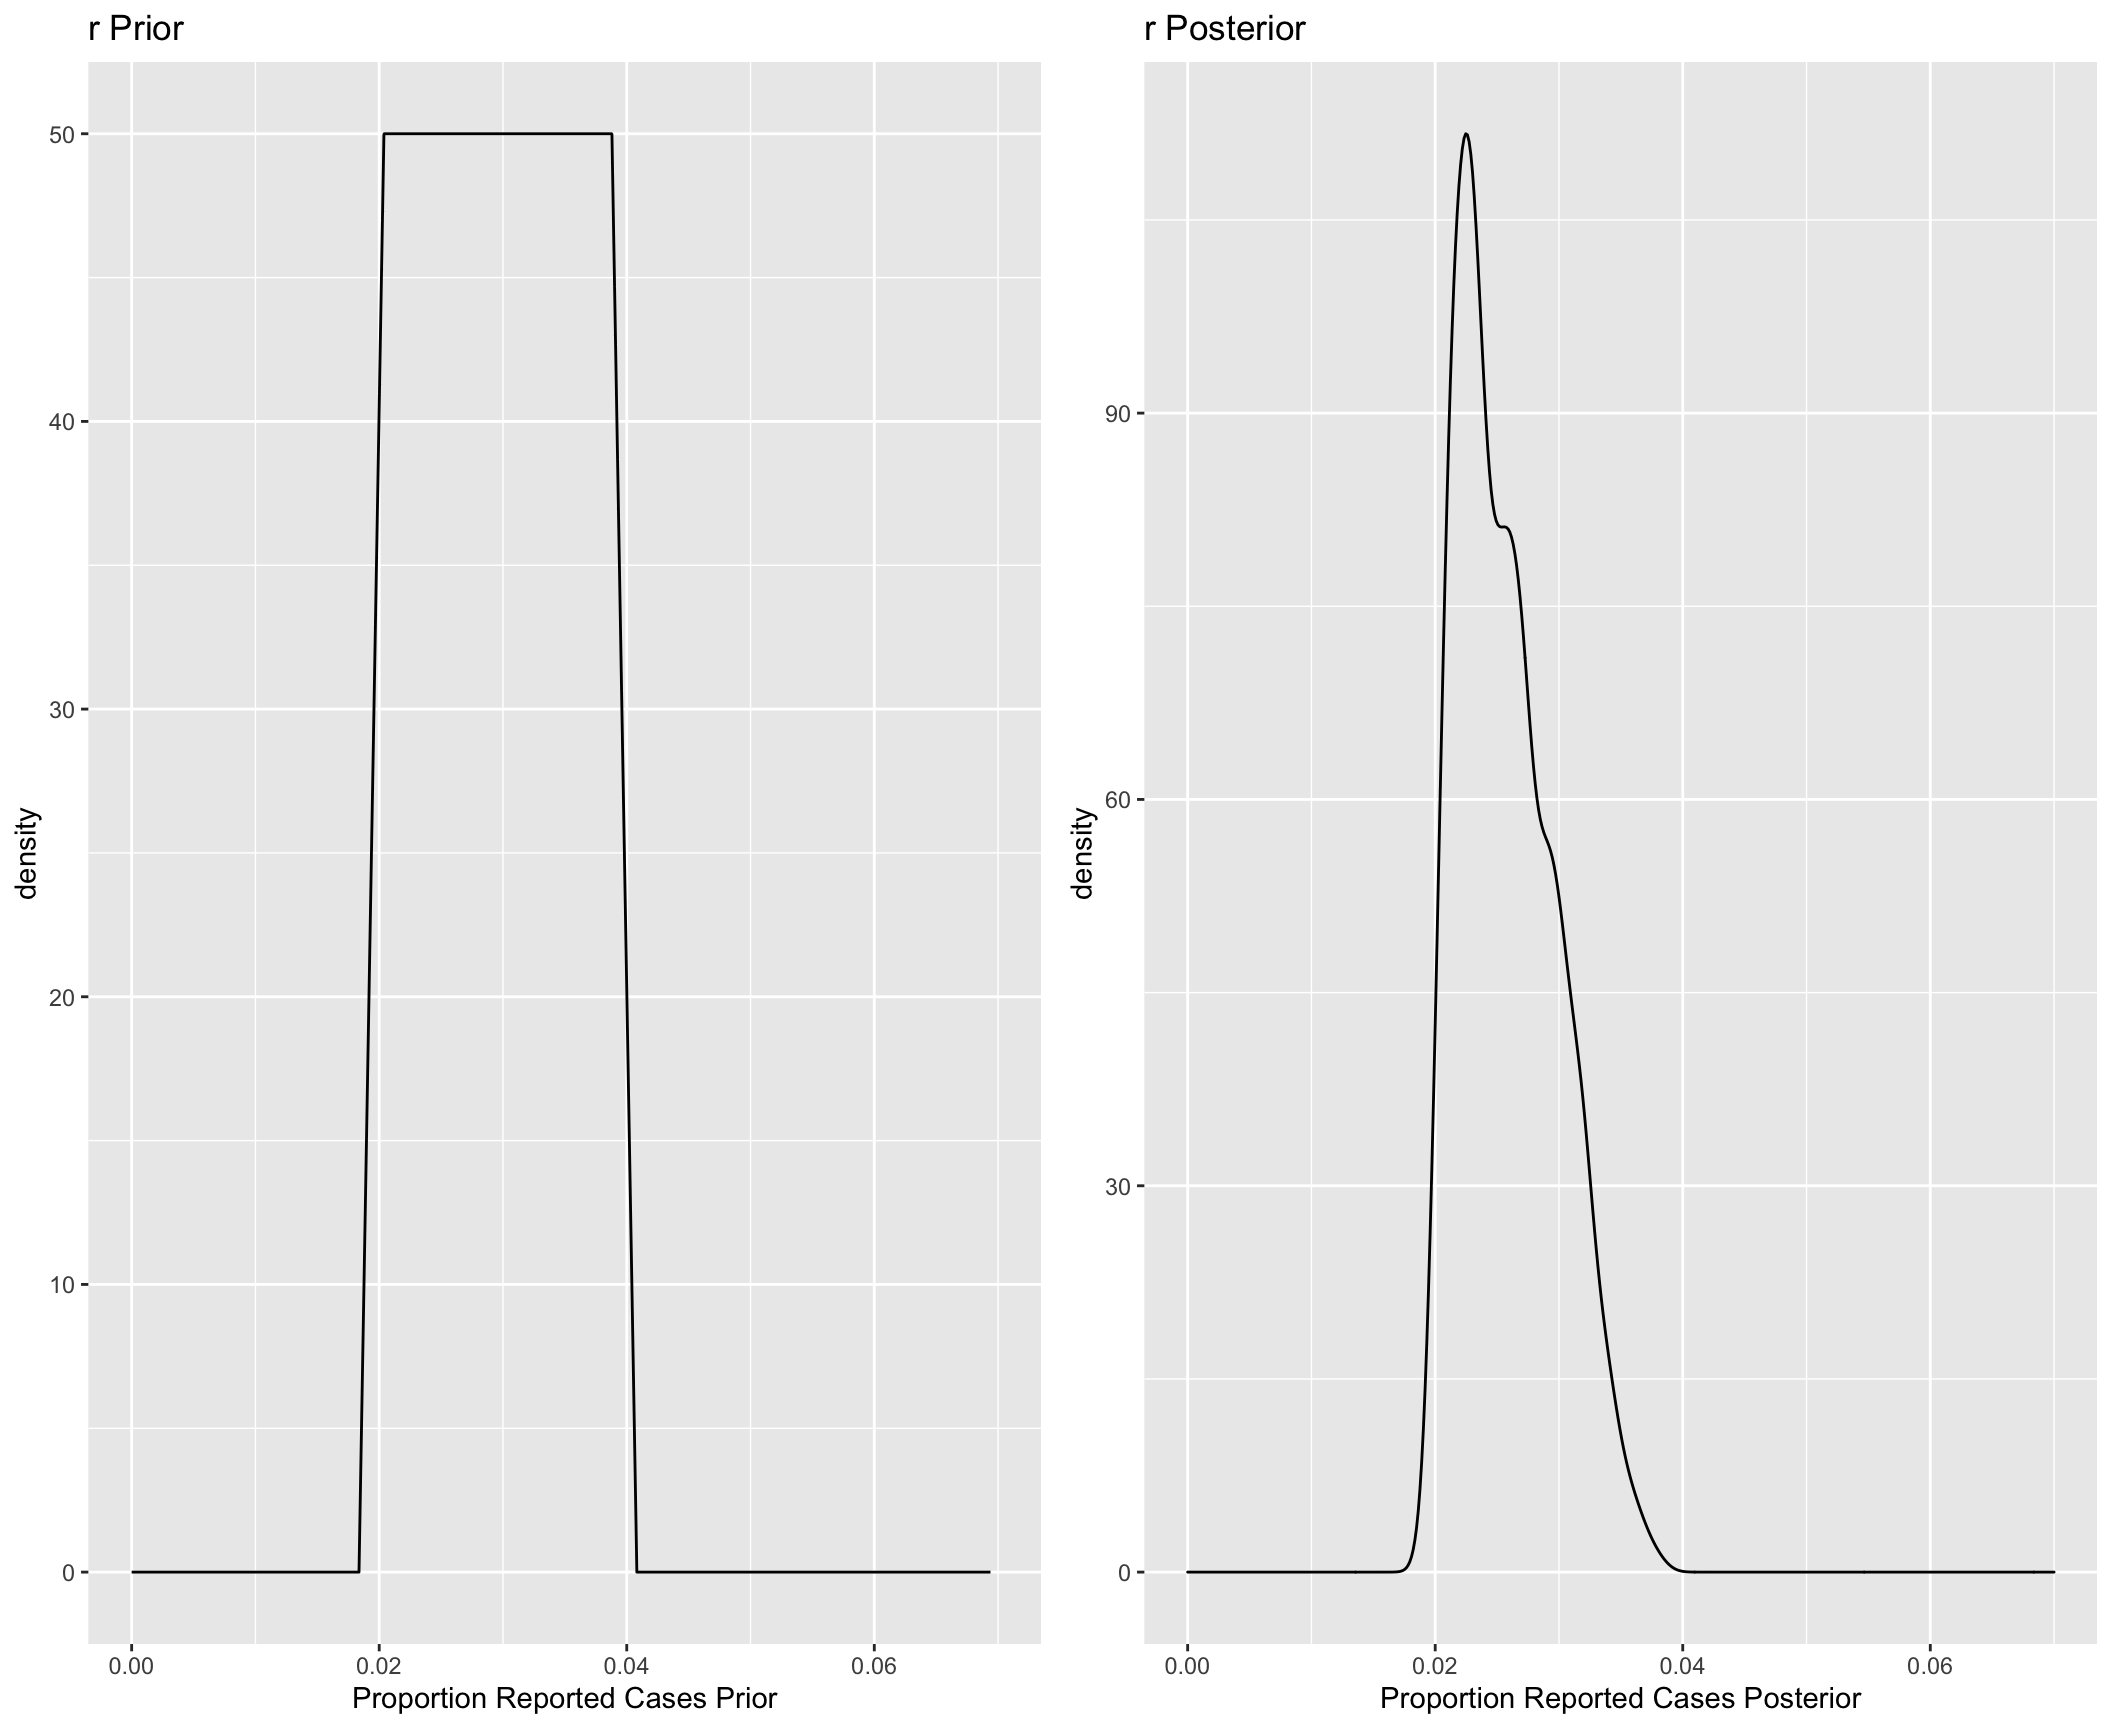 r Prior
50
40
30
20
10
0
density
0.00 0.02 0.04 0.06
Proportion Reported Cases Prior
r Posterior
90
60
30
0
density
0.00 0.02 0.04 0.06
Proportion Reported Cases Posterior